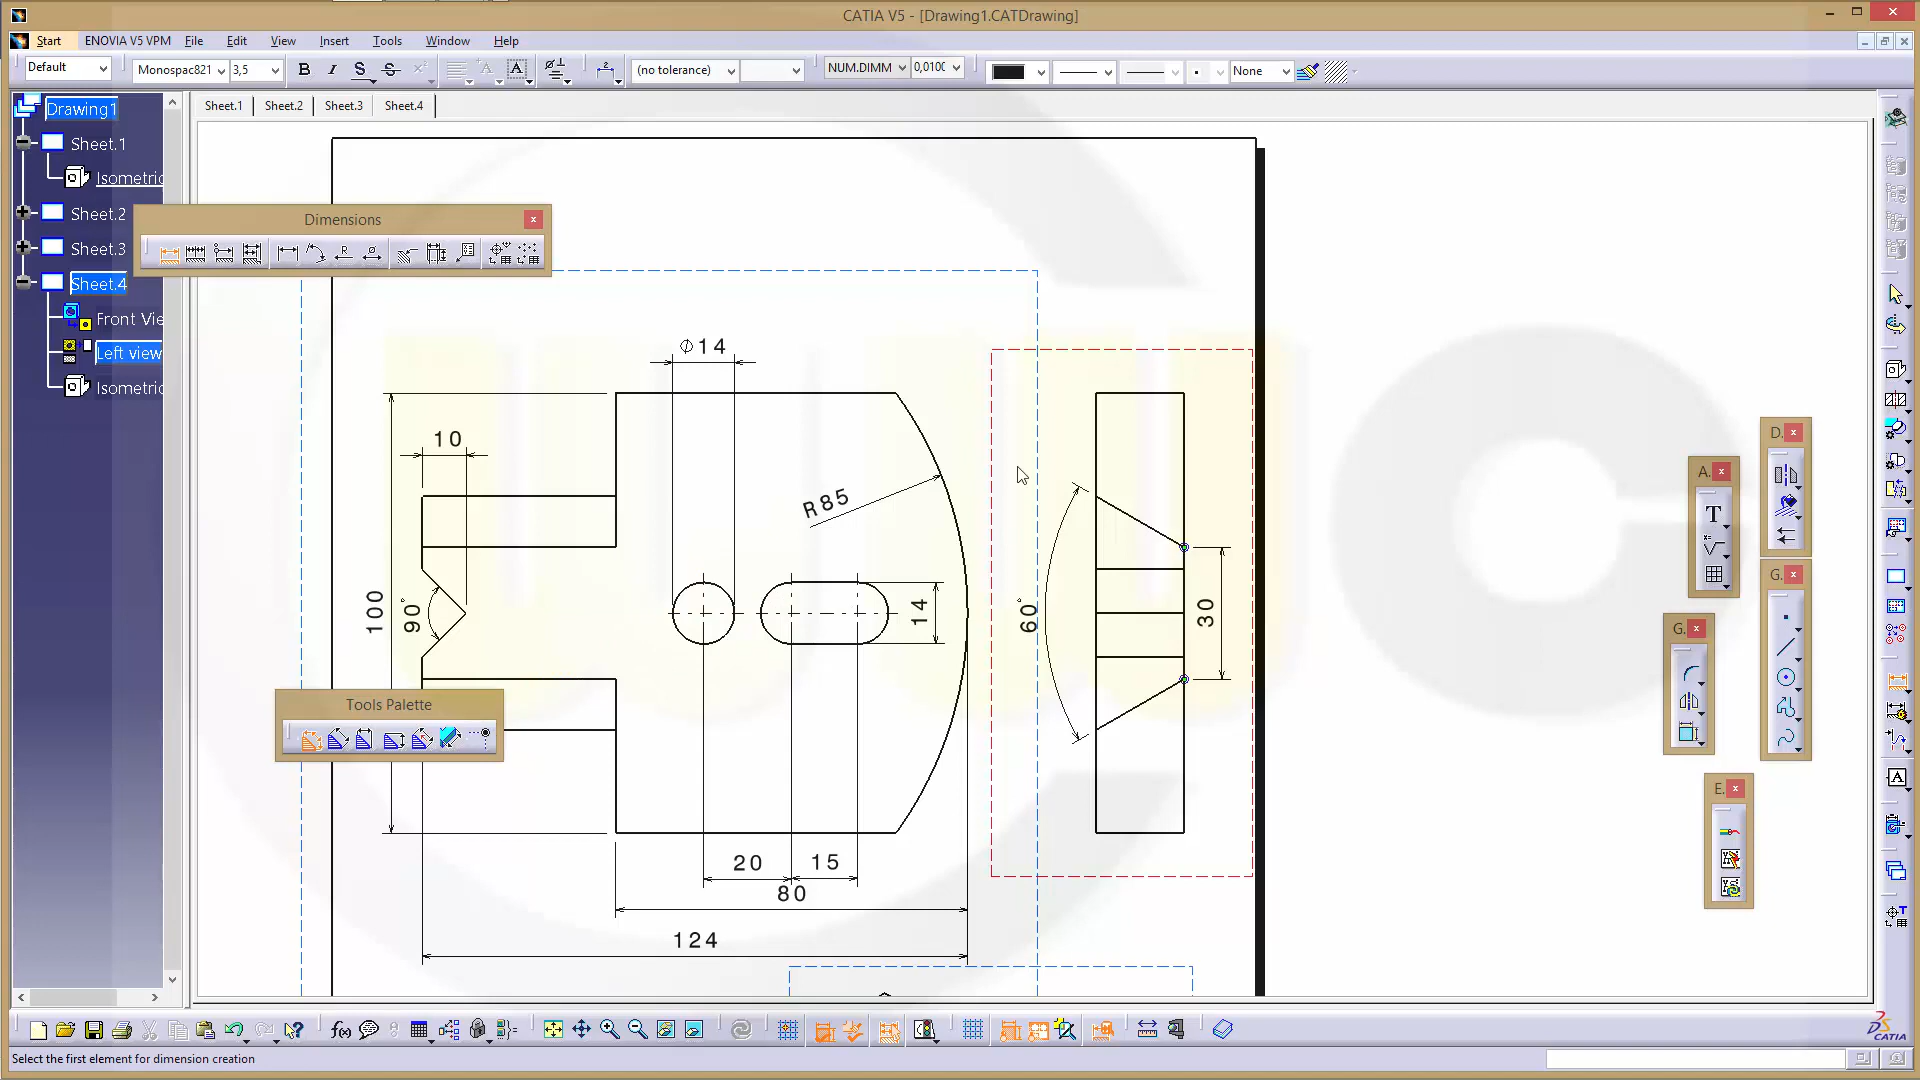 CATIA V5 - [Drawing1.CATDrawing]
Start ENOVIA V5 VPM File Edit View Insert Tools Window Help
Default Monospac821 3,5 B I S S (no tolerance) NUM.DIMM 0,010 None
Drawing1
Sheet.1 Sheet.2 Sheet.3 Sheet.4
Sheet.1
Isometric
Sheet.2
Dimensions
Sheet.3
Sheet.4
Front Vie
Left view
Isometric
Φ14
10
R85
100
90°
14
60°
30
Tools Palette
20 15
80
124
D.
A.
T
G.
G.
E.
A
CATIA
Select the first element for dimension creation